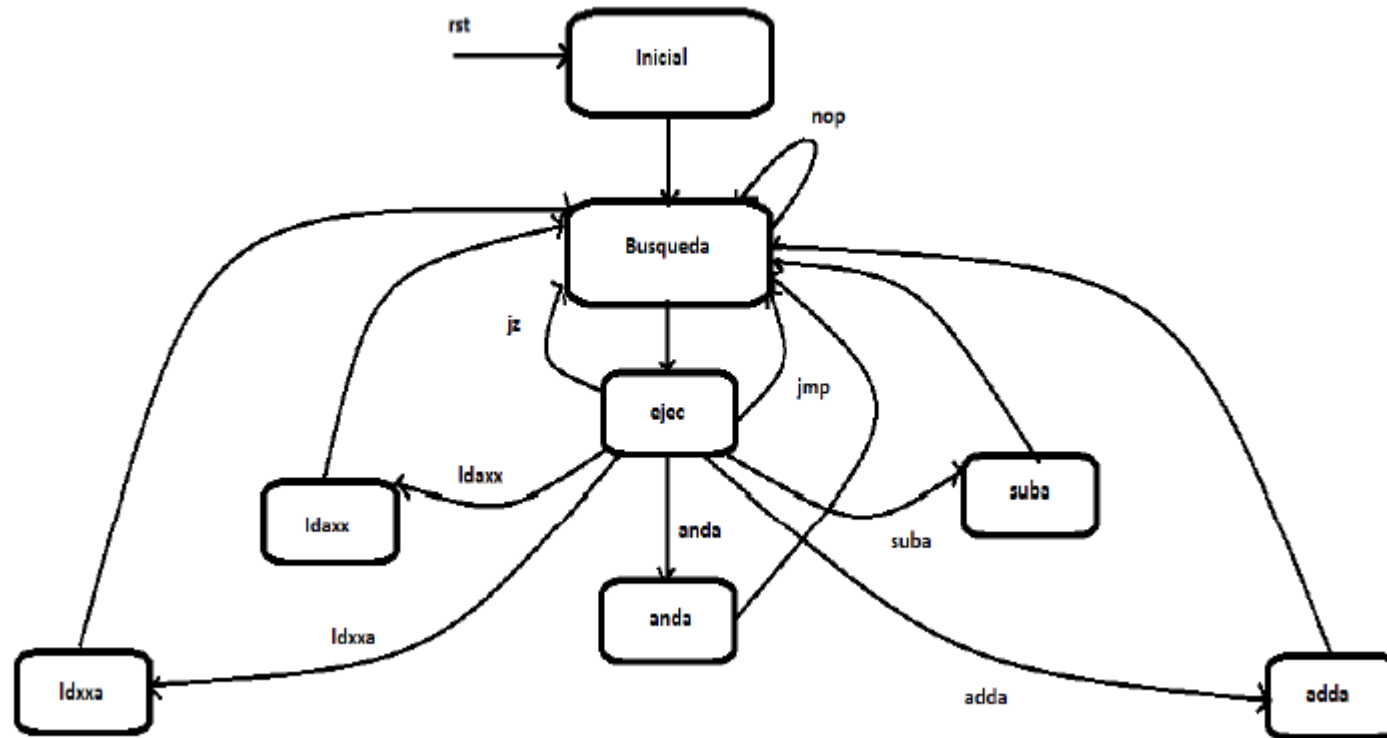 rst
Inicial
nop
Busqueda
jz
ejec
jmp
ldaxx
ldaxx
anda
suba
suba
anda
ldxxa
ldxxa
adda
adda